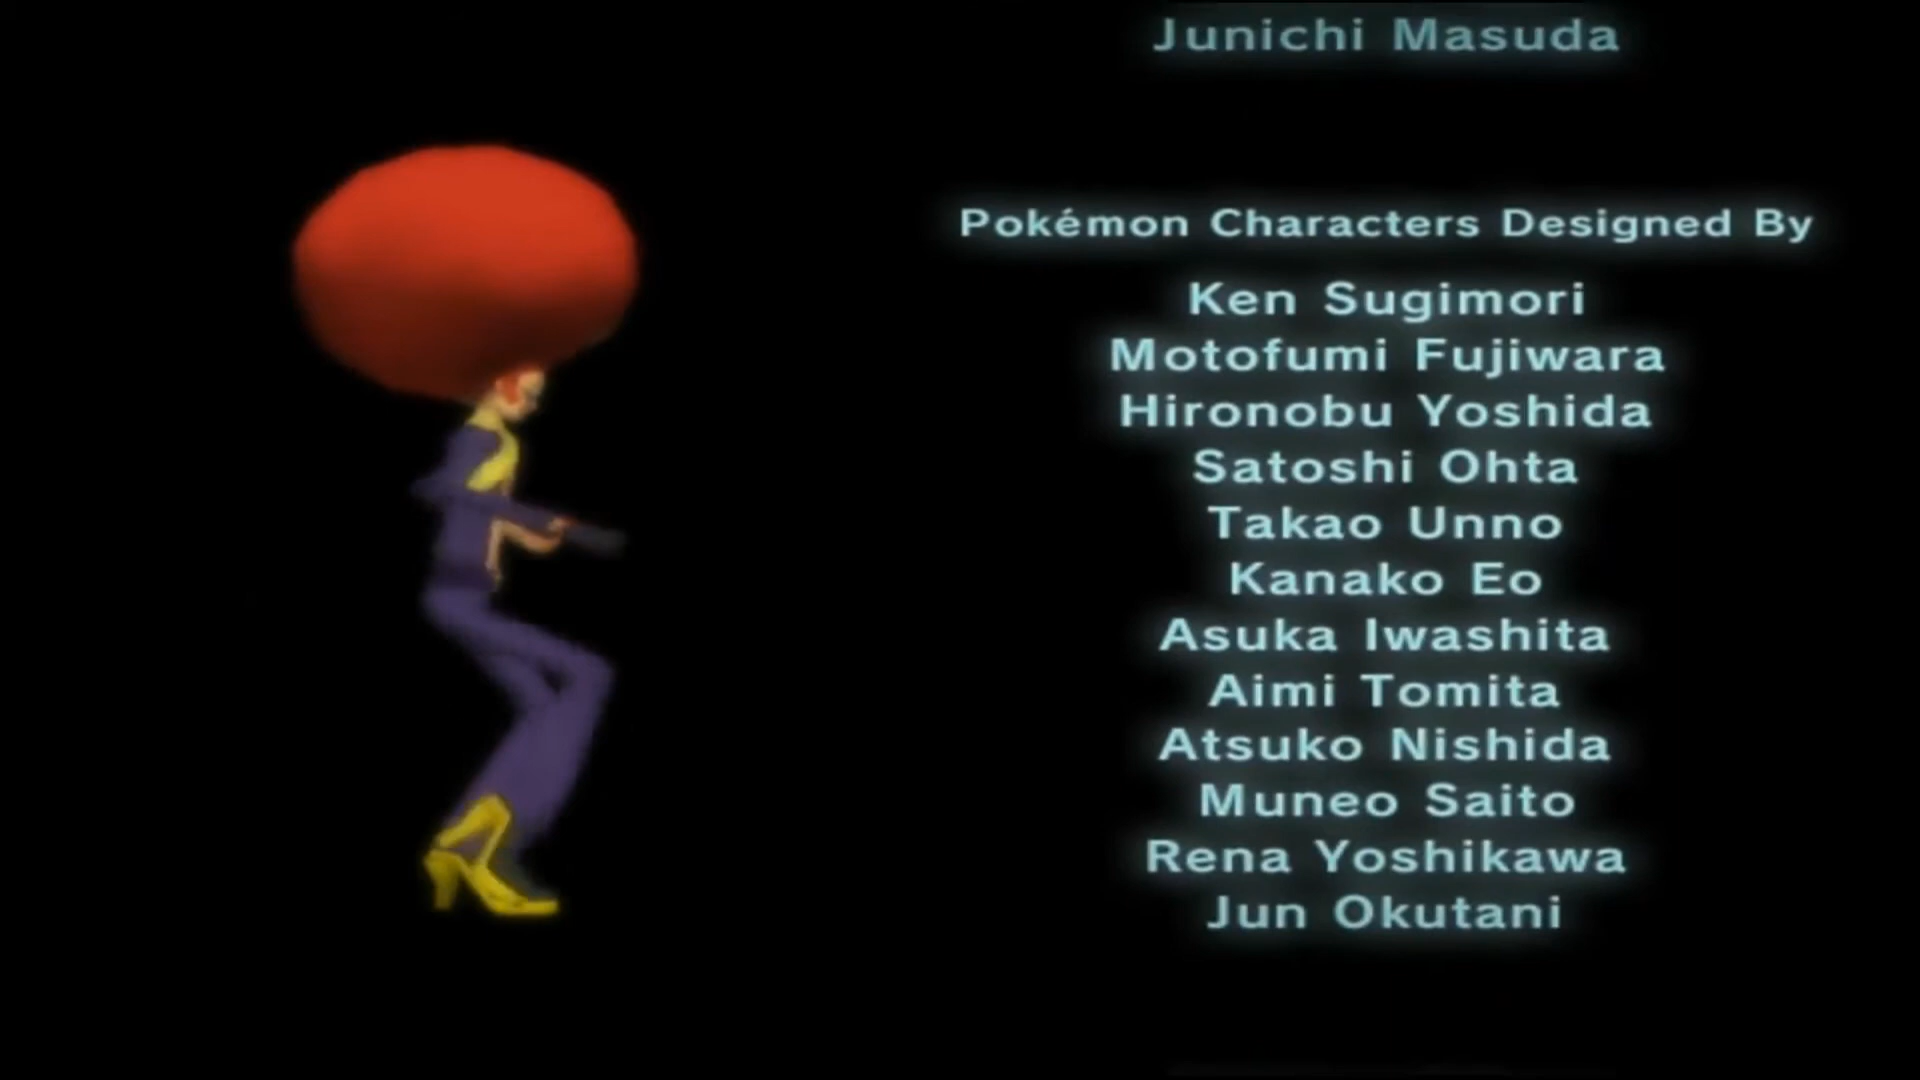 Junichi Masuda
Pokémon Characters Designed By
Ken Sugimori
Motofumi Fujiwara
Hironobu Yoshida
Satoshi Ohta
Takao Unno
Kanako Eo
Asuka Iwashita
Aimi Tomita
Atsuko Nishida
Muneo Saito
Rena Yoshikawa
Jun Okutani